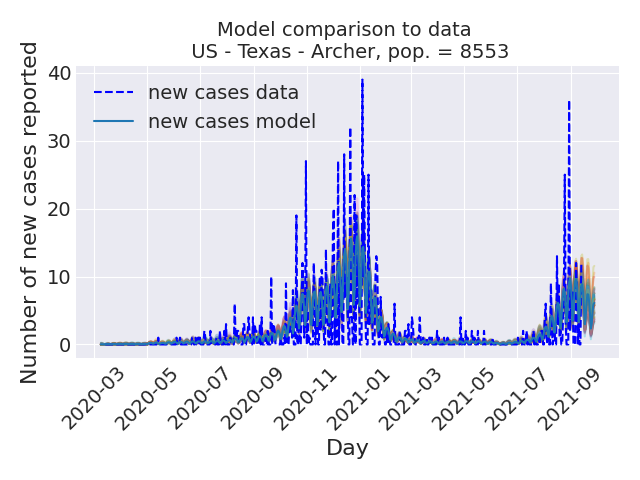 Model comparison to data
US - Texas - Archer, pop. = 8553
Number of new cases reported
40
30
20
10
0
new cases data
new cases model
2020-03
2020-05
2020-07
2020-09
2020-11
2021-01
2021-03
2021-05
2021-07
2021-09
Day